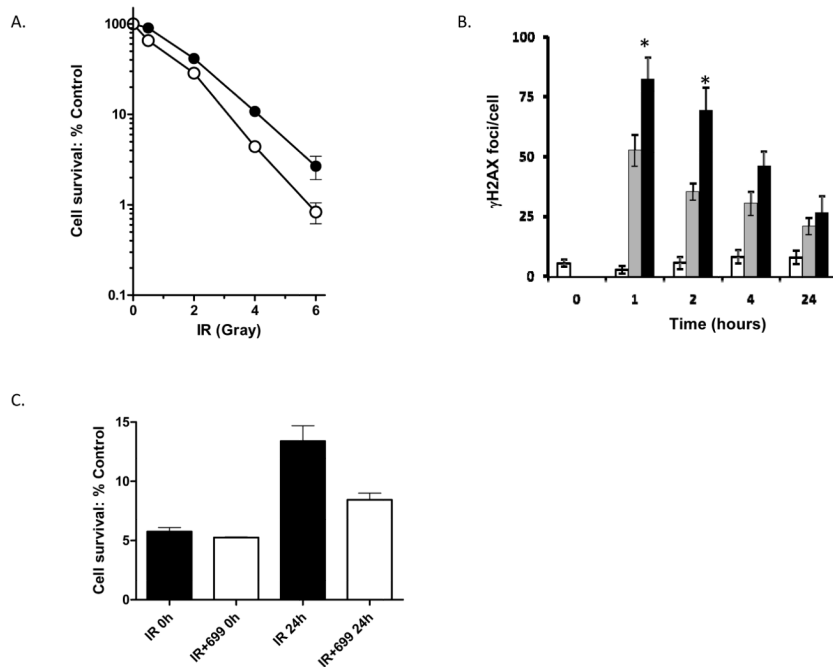 A.
100
10
1
0.1
Cell survival: % Control
0 2 4 6
IR (Gray)
B.
100
75
50
25
0
γH2AX foci/cell
* *
0 1 2 4 24
Time (hours)
C.
15
10
5
0
Cell survival: % Control
IR 0h
IR+699 0h
IR 24h
IR+699 24h